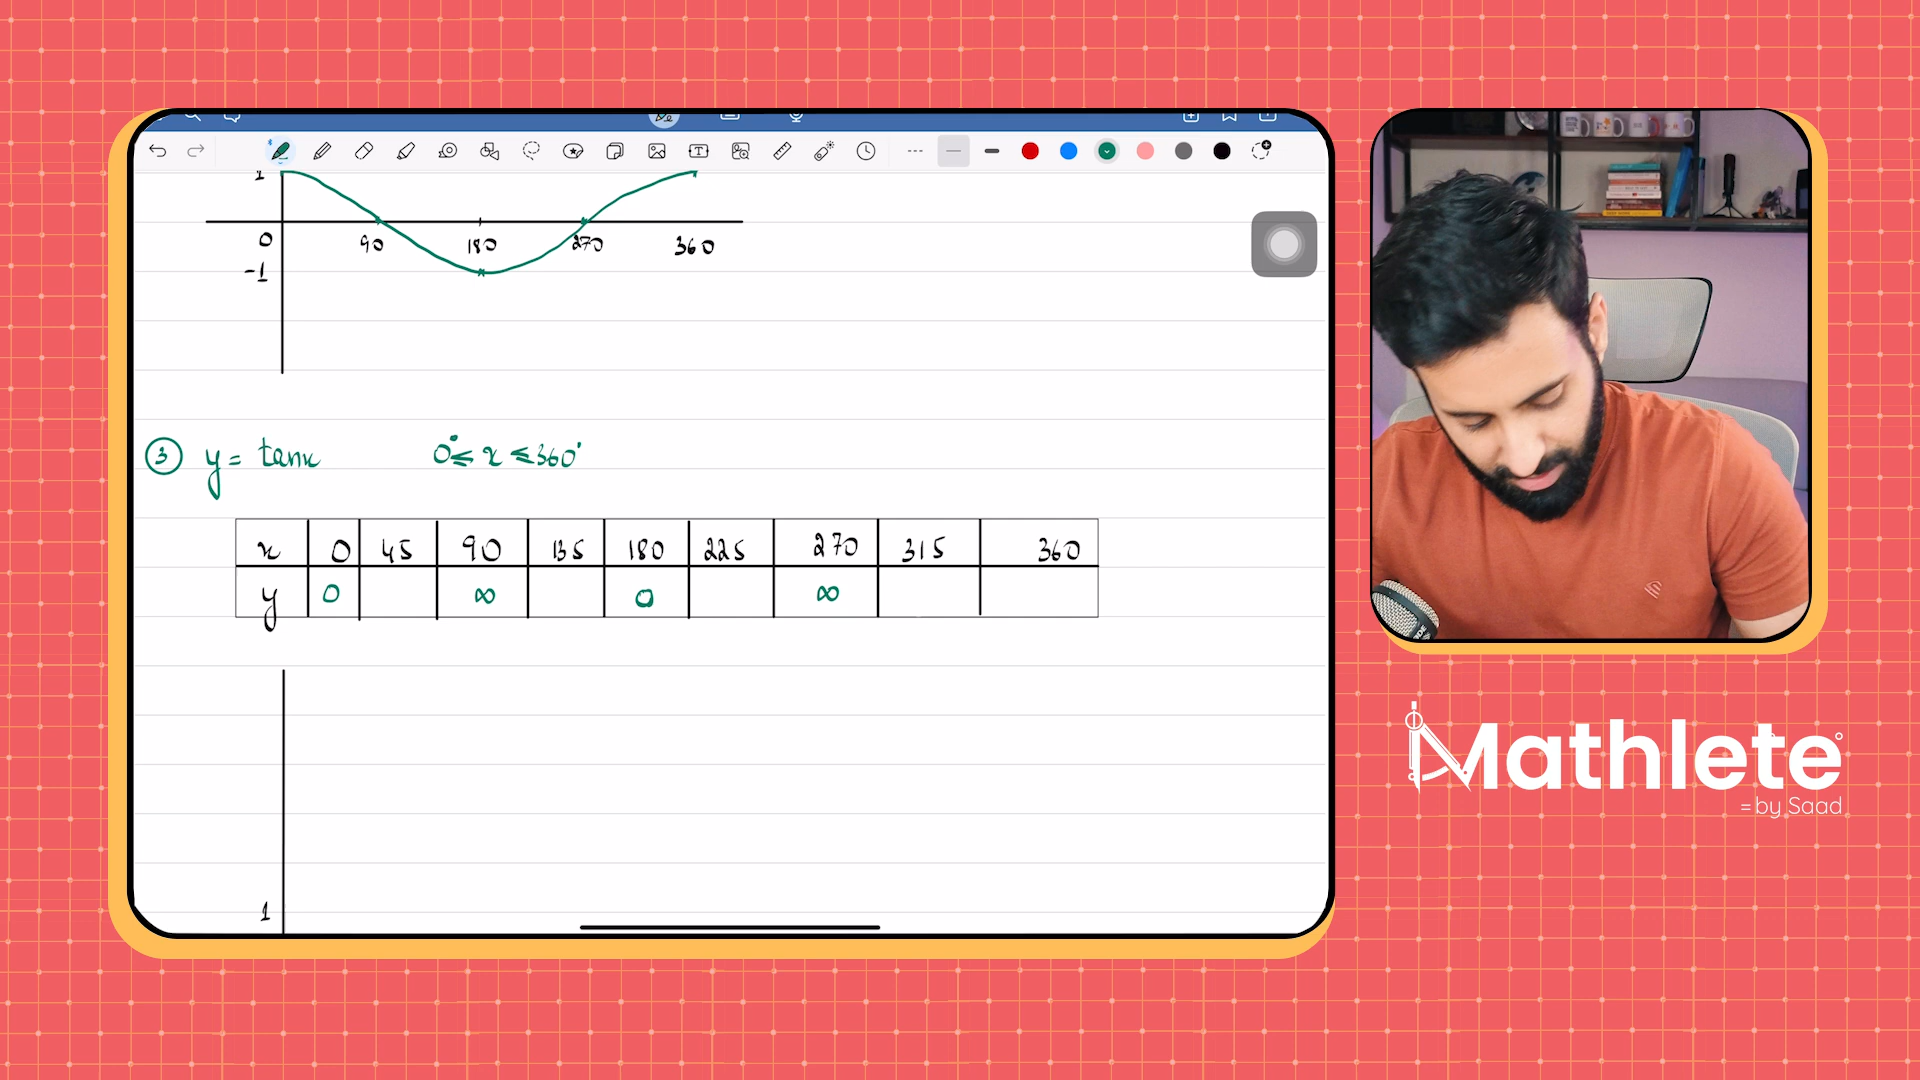 1
0 90 180 270 360
-1
3 y = tanx 0° ≤ x ≤ 360°
x 0 45 90 135 180 225 270 315 360
y 0 ∞ 0 ∞
1
Mathlete
= by Saad